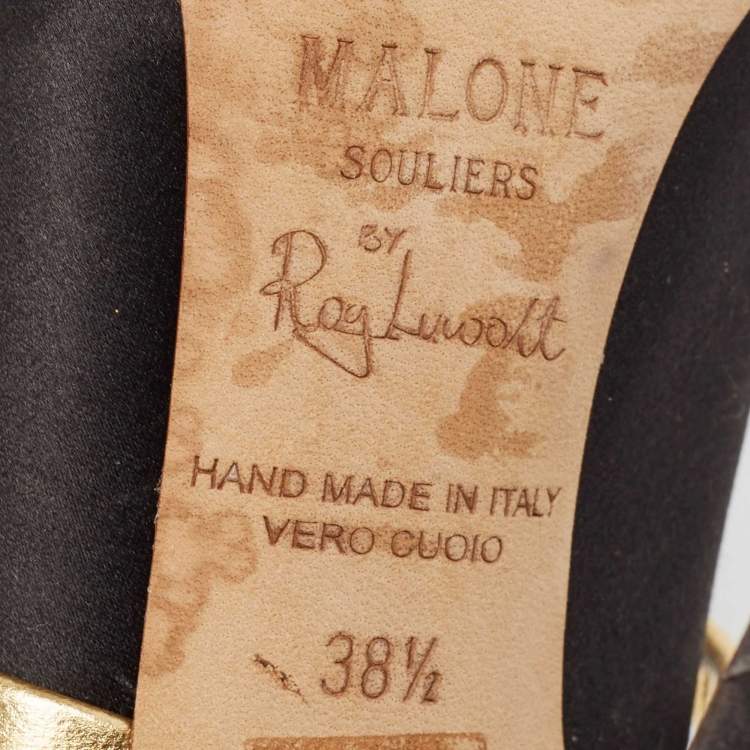 MALONE
SOULIERS
BY
Roy Luwolt
HAND MADE IN ITALY
VERO CUOIO
38½